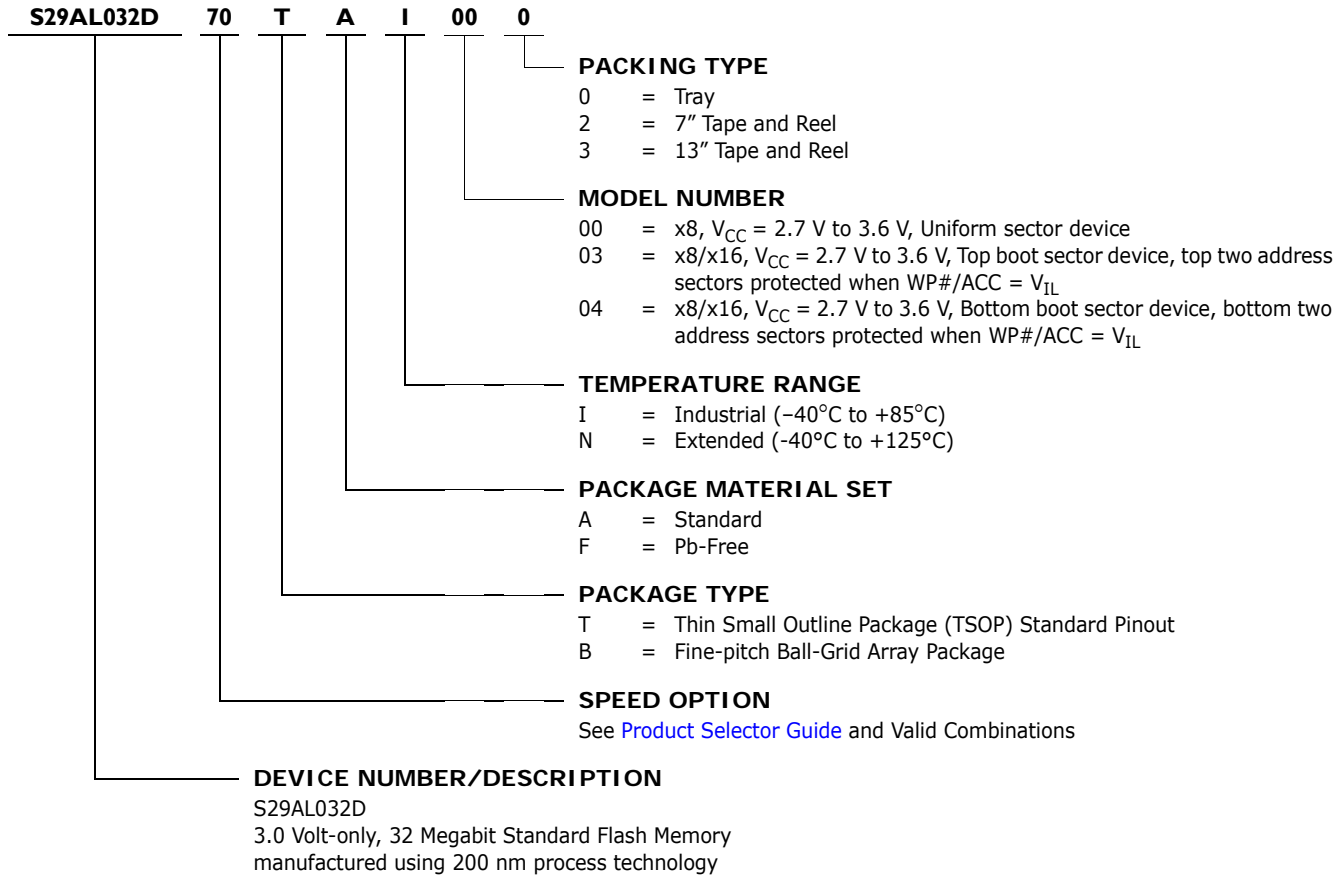 S29AL032D 70 T A I 00 0
PACKING TYPE
0 = Tray
2 = 7″ Tape and Reel
3 = 13″ Tape and Reel
MODEL NUMBER
00 = x8, VCC = 2.7 V to 3.6 V, Uniform sector device
03 = x8/x16, VCC = 2.7 V to 3.6 V, Top boot sector device, top two address
sectors protected when WP#/ACC = VIL
04 = x8/x16, VCC = 2.7 V to 3.6 V, Bottom boot sector device, bottom two
address sectors protected when WP#/ACC = VIL
TEMPERATURE RANGE
I = Industrial (–40°C to +85°C)
N = Extended (-40°C to +125°C)
PACKAGE MATERIAL SET
A = Standard
F = Pb-Free
PACKAGE TYPE
T = Thin Small Outline Package (TSOP) Standard Pinout
B = Fine-pitch Ball-Grid Array Package
SPEED OPTION
See Product Selector Guide and Valid Combinations
DEVICE NUMBER/DESCRIPTION
S29AL032D
3.0 Volt-only, 32 Megabit Standard Flash Memory
manufactured using 200 nm process technology